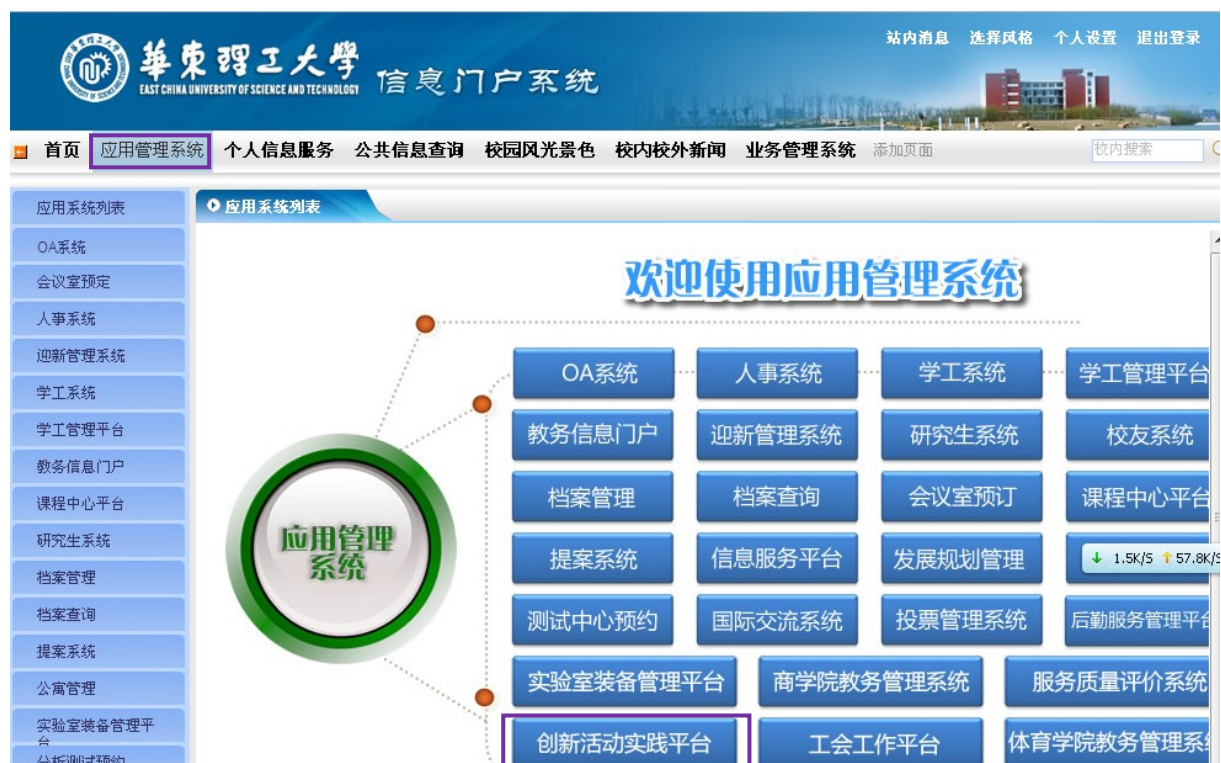 站内消息 选择风格 个人设置 退出登录
華東理工大學 信息门户系统
EAST CHINA UNIVERSITY OF SCIENCE AND TECHNOLOGY
首页 应用管理系统 个人信息服务 公共信息查询 校园风光景色 校内校外新闻 业务管理系统 添加页面 校内搜索
应用系统列表
OA系统
会议室预定
人事系统
迎新管理系统
学工系统
学工管理平台
教务信息门户
课程中心平台
研究生系统
档案管理
档案查询
提案系统
公寓管理
实验室装备管理平
分析测试预约
应用系统列表
欢迎使用应用管理系统
应用管理
系统
OA系统 人事系统 学工系统 学工管理平台
教务信息门户 迎新管理系统 研究生系统 校友系统
档案管理 档案查询 会议室预订 课程中心平台
提案系统 信息服务平台 发展规划管理
1.5K/S 57.8K/S
测试中心预约 国际交流系统 投票管理系统 后勤服务管理平台
实验室装备管理平台 商学院教务管理系统 服务质量评价系统
创新活动实践平台 工会工作平台 体育学院教务管理系